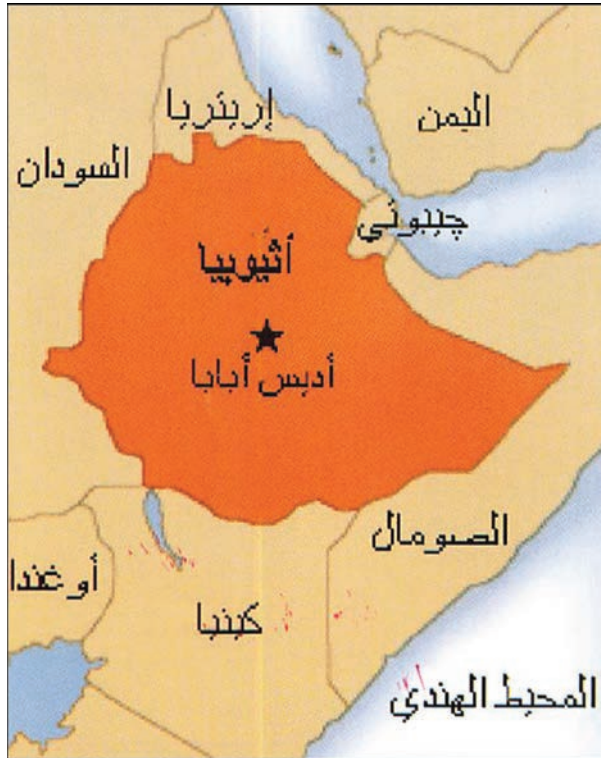 إريتريا
اليمن
السودان
جيبوتي
أثيوبيا
أديس أبابا
الصومال
أوغندا
كينيا
المحيط الهندي